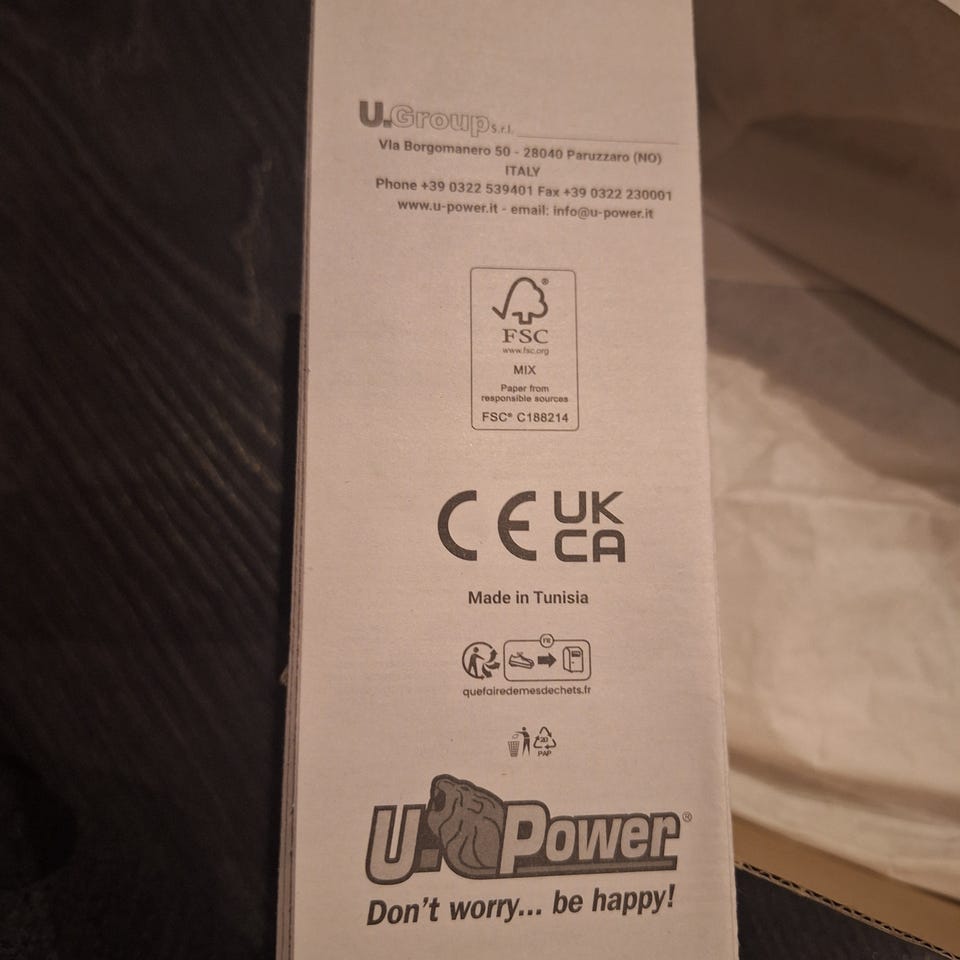 U.Group S.r.l.
VIa Borgomanero 50 - 28040 Paruzzaro (NO)
ITALY
Phone +39 0322 539401 Fax +39 0322 230001
www.u-power.it - email: info@u-power.it
®
FSC
www.fsc.org
MIX
Paper from
responsible sources
FSC® C188214
CE UK
CA
Made in Tunisia
FR
quefairedemesdechets.fr
20
PAP
U.Power®
Don't worry... be happy!